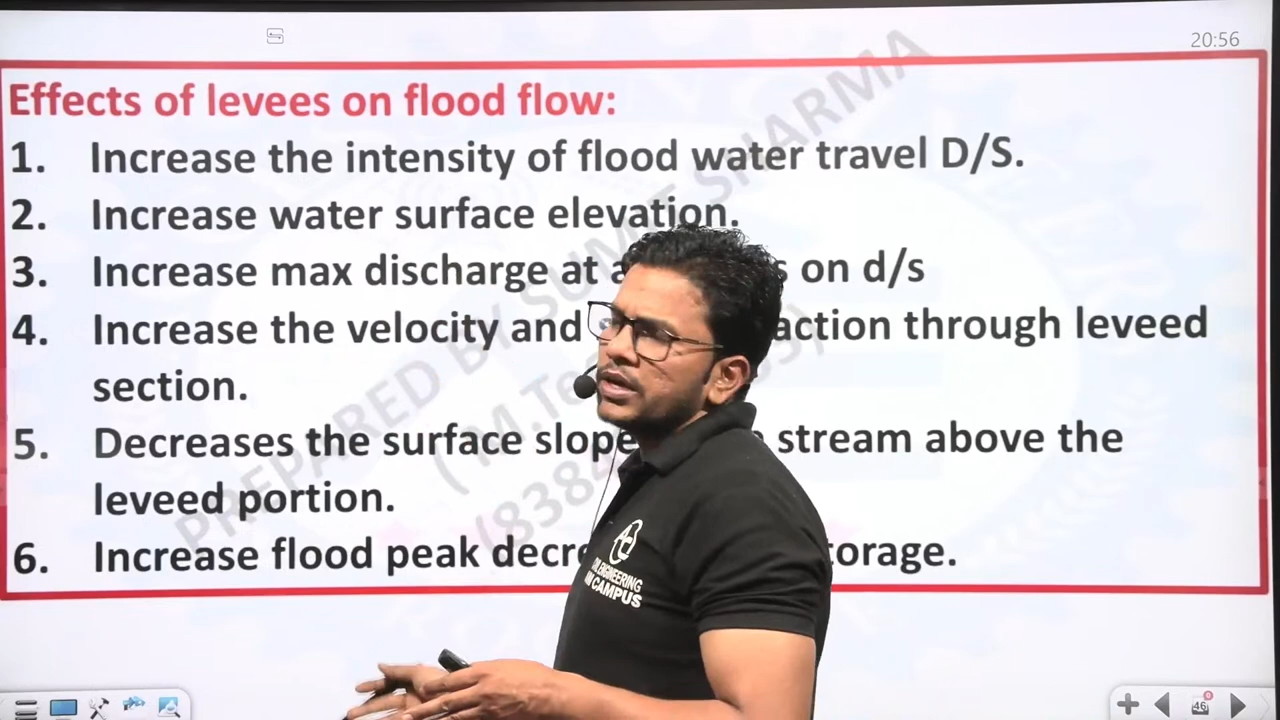 20:56
Effects of levees on flood flow:
1. Increase the intensity of flood water travel D/S.
2. Increase water surface elevation.
3. Increase max discharge at on d/s
4. Increase the velocity and action through leveed
section.
5. Decreases the surface slope stream above the
leveed portion.
6. Increase flood peak
PREPARED BY SUMIT SHARMA
ENGINEERING
CAMPUS
46